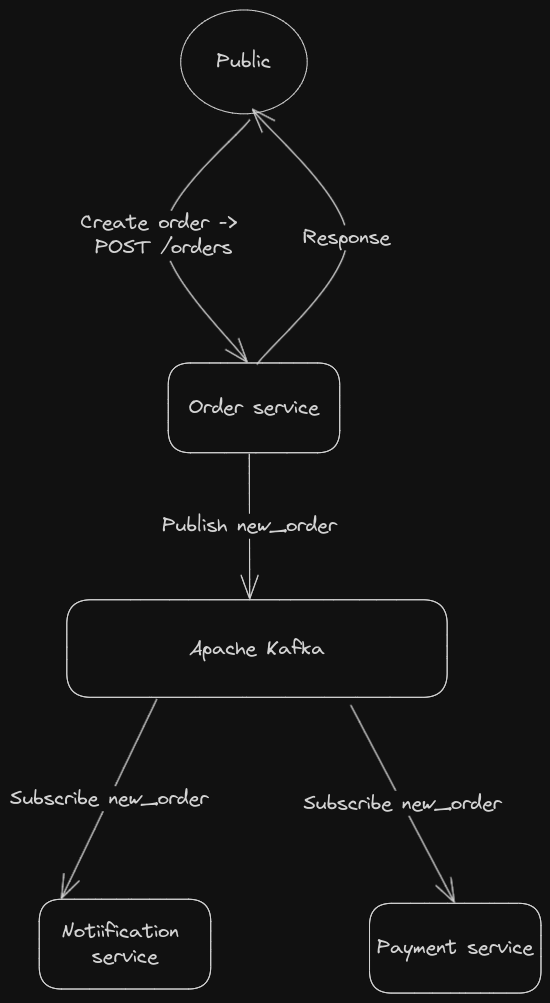 Public
Create order ->
POST /orders
Response
Order service
Publish new_order
Apache Kafka
Subscribe new_order
Subscribe new_order
Notiification
service
Payment service